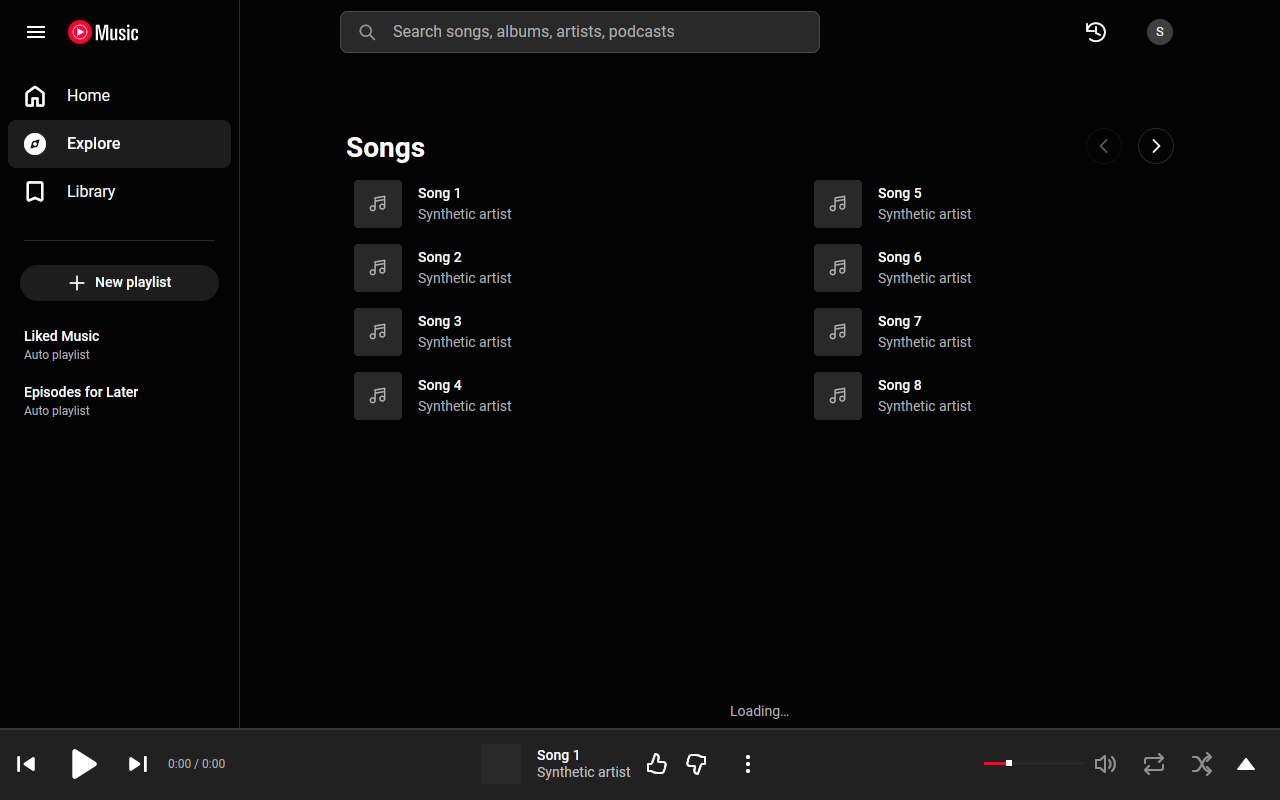 Music
Search songs, albums, artists, podcasts
S
Home
Explore
Library
New playlist
Liked Music
Auto playlist
Episodes for Later
Auto playlist
Songs
Song 1
Synthetic artist
Song 2
Synthetic artist
Song 3
Synthetic artist
Song 4
Synthetic artist
Song 5
Synthetic artist
Song 6
Synthetic artist
Song 7
Synthetic artist
Song 8
Synthetic artist
Loading…
0:00 / 0:00
Song 1
Synthetic artist